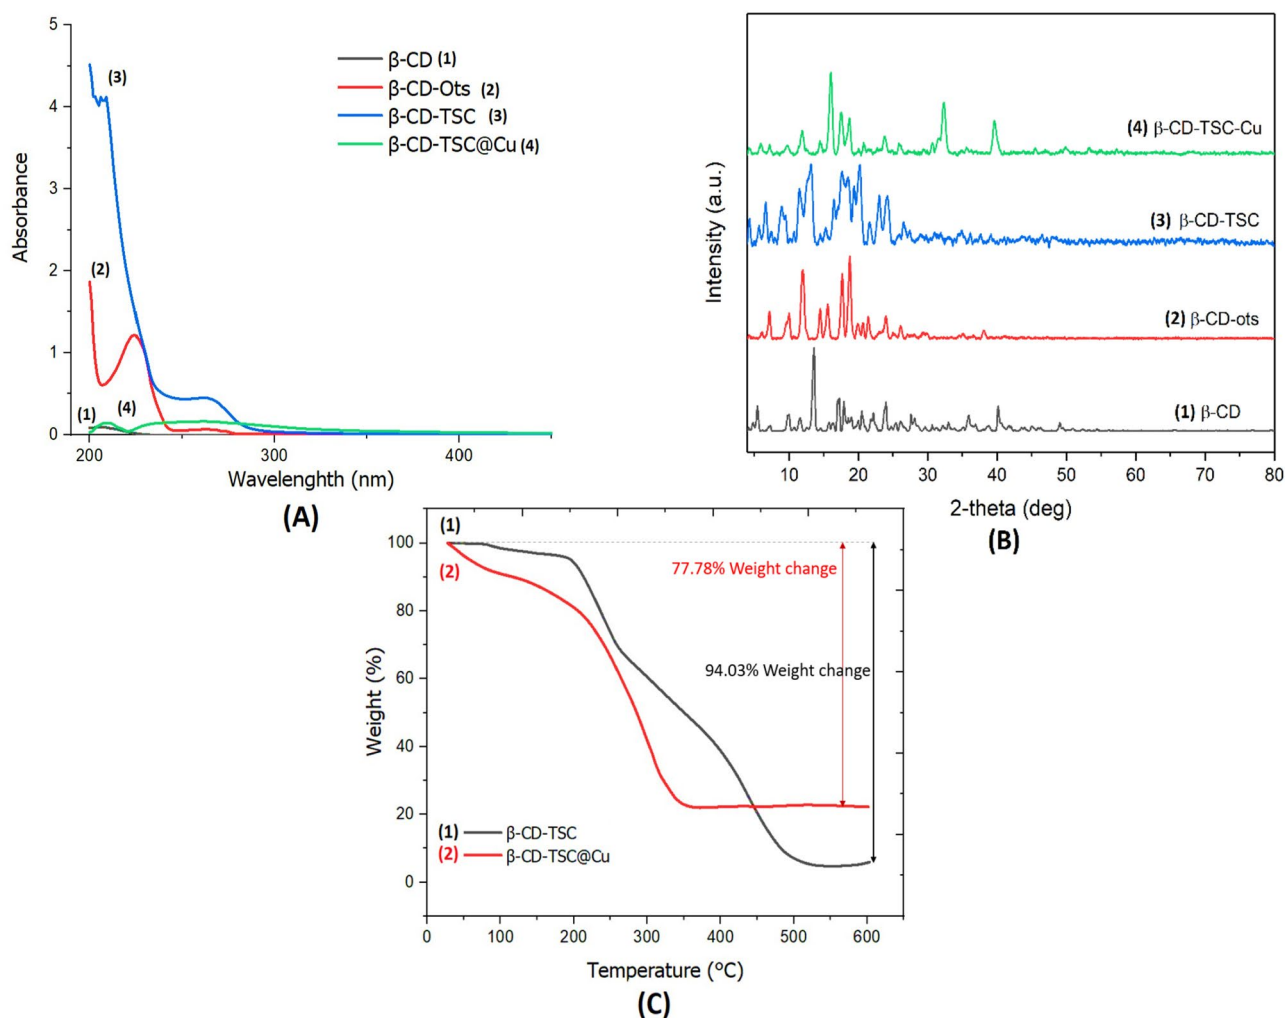 5
4
3
2
1
0
Absorbance
200
300
400
Wavelenghth (nm)
(A)
β-CD (1)
β-CD-Ots (2)
β-CD-TSC (3)
β-CD-TSC@Cu (4)
(3)
(2)
(1)
(4)
Intensity (a.u.)
(4) β-CD-TSC-Cu
(3) β-CD-TSC
(2) β-CD-ots
(1) β-CD
10
20
30
40
50
60
70
80
2-theta (deg)
(B)
(1)
(2)
100
80
60
40
20
0
Weight (%)
77.78% Weight change
94.03% Weight change
(1) β-CD-TSC
(2) β-CD-TSC@Cu
0
100
200
300
400
500
600
Temperature (°C)
(C)